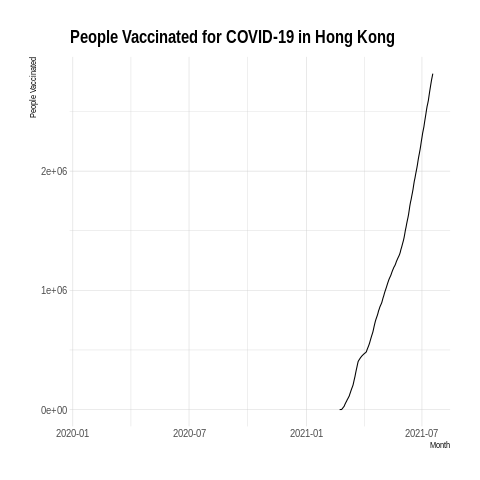 People Vaccinated for COVID-19 in Hong Kong
People Vaccinated
2e+06
1e+06
0e+00
2020-01 2020-07 2021-01 2021-07
Month